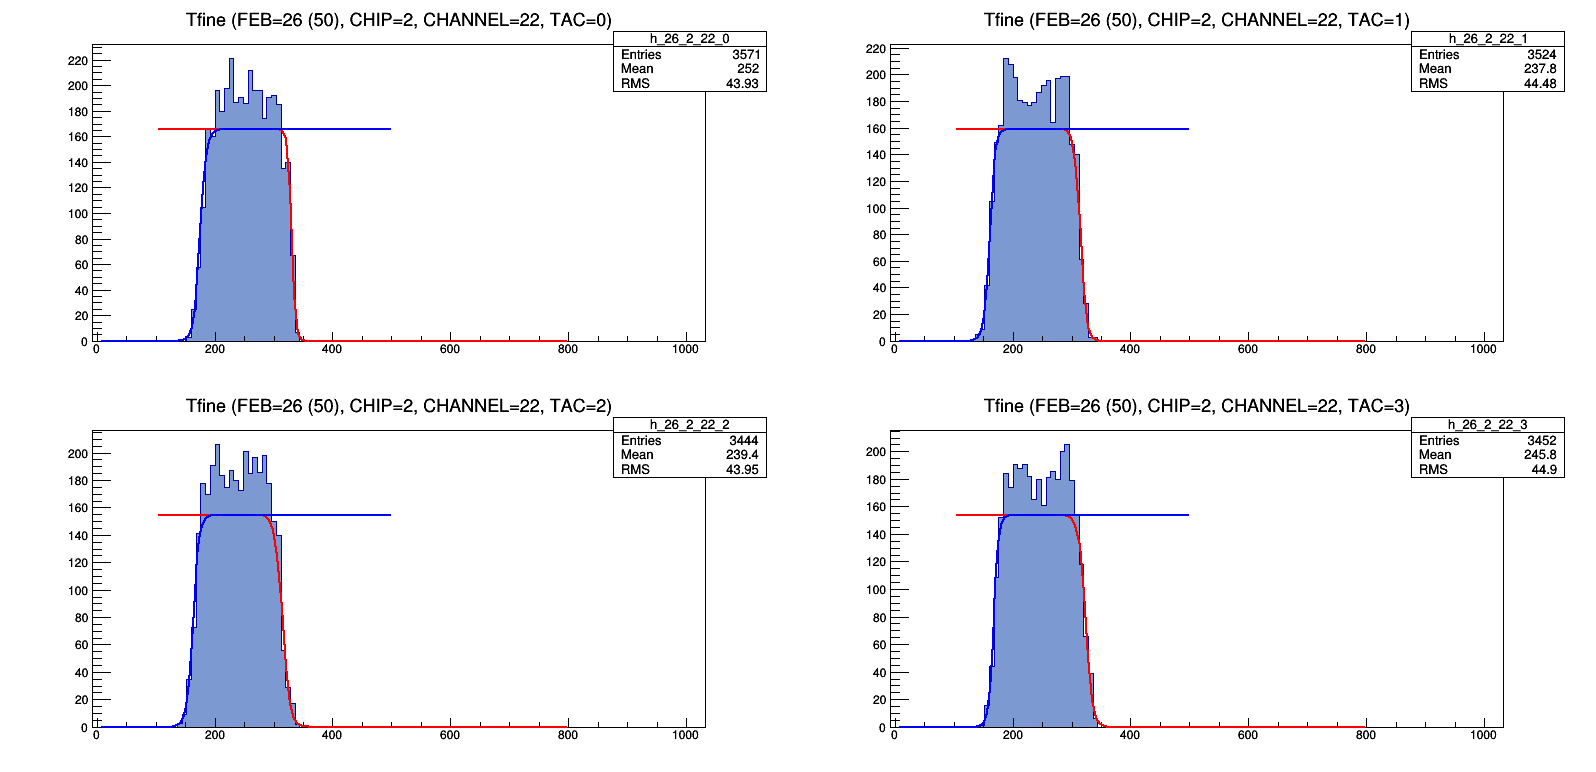 Tfine (FEB=26 (50), CHIP=2, CHANNEL=22, TAC=0)
h_26_2_22_0
Entries 3571
Mean 252
RMS 43.93
220
200
180
160
140
120
100
80
60
40
20
0
0 200 400 600 800 1000
Tfine (FEB=26 (50), CHIP=2, CHANNEL=22, TAC=1)
h_26_2_22_1
Entries 3524
Mean 237.8
RMS 44.48
220
200
180
160
140
120
100
80
60
40
20
0
0 200 400 600 800 1000
Tfine (FEB=26 (50), CHIP=2, CHANNEL=22, TAC=2)
h_26_2_22_2
Entries 3444
Mean 239.4
RMS 43.95
200
180
160
140
120
100
80
60
40
20
0
0 200 400 600 800 1000
Tfine (FEB=26 (50), CHIP=2, CHANNEL=22, TAC=3)
h_26_2_22_3
Entries 3452
Mean 245.8
RMS 44.9
200
180
160
140
120
100
80
60
40
20
0
0 200 400 600 800 1000